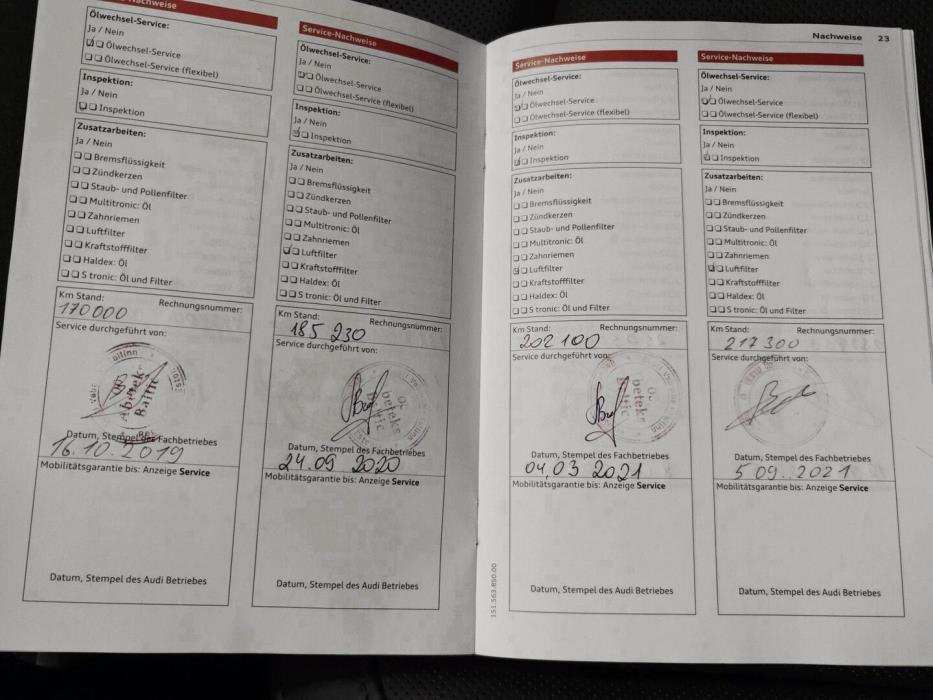 Nachweise
Ölwechsel-Service:
Ja / Nein
Ölwechsel-Service
Ölwechsel-Service (flexibel)
Inspektion:
Ja / Nein
Inspektion
Zusatzarbeiten:
Ja / Nein
Bremsflüssigkeit
Zündkerzen
Staub- und Pollenfilter
Multitronic: Öl
Zahnriemen
Luftfilter
Kraftstofffilter
Haldex: Öl
S tronic: Öl und Filter
Km Stand: Rechnungsnummer:
170000
Service durchgeführt von:
Baltic
Datum, Stempel des Fachbetriebes
16.10.2019
Mobilitätsgarantie bis: Anzeige Service
Datum, Stempel des Audi Betriebes
Service-Nachweise
Ölwechsel-Service:
Ja / Nein
Ölwechsel-Service
Ölwechsel-Service (flexibel)
Inspektion:
Ja / Nein
Inspektion
Zusatzarbeiten:
Ja / Nein
Bremsflüssigkeit
Zündkerzen
Staub- und Pollenfilter
Multitronic: Öl
Zahnriemen
Luftfilter
Kraftstofffilter
Haldex: Öl
S tronic: Öl und Filter
Km Stand: Rechnungsnummer:
185 230
Service durchgeführt von:
Datum, Stempel des Fachbetriebes
24.09 2020
Mobilitätsgarantie bis: Anzeige Service
Datum, Stempel des Audi Betriebes
Nachweise 23
Service-Nachweise
Ölwechsel-Service:
Ja / Nein
Ölwechsel-Service
Ölwechsel-Service (flexibel)
Inspektion:
Ja / Nein
Inspektion
Zusatzarbeiten:
Ja / Nein
Bremsflüssigkeit
Zündkerzen
Staub- und Pollenfilter
Multitronic: Öl
Zahnriemen
Luftfilter
Kraftstofffilter
Haldex: Öl
S tronic: Öl und Filter
Km Stand: Rechnungsnummer:
202 100
Service durchgeführt von:
Datum, Stempel des Fachbetriebes
04.03 2021
Mobilitätsgarantie bis: Anzeige Service
Datum, Stempel des Audi Betriebes
151.563.850.00
Service-Nachweise
Ölwechsel-Service:
Ja / Nein
Ölwechsel-Service
Ölwechsel-Service (flexibel)
Inspektion:
Ja / Nein
Inspektion
Zusatzarbeiten:
Ja / Nein
Bremsflüssigkeit
Zündkerzen
Staub- und Pollenfilter
Multitronic: Öl
Zahnriemen
Luftfilter
Kraftstofffilter
Haldex: Öl
S tronic: Öl und Filter
Km Stand: Rechnungsnummer:
217 300
Service durchgeführt von:
Datum, Stempel des Fachbetriebes
5 09. 2021
Mobilitätsgarantie bis: Anzeige Service
Datum, Stempel des Audi Betriebes